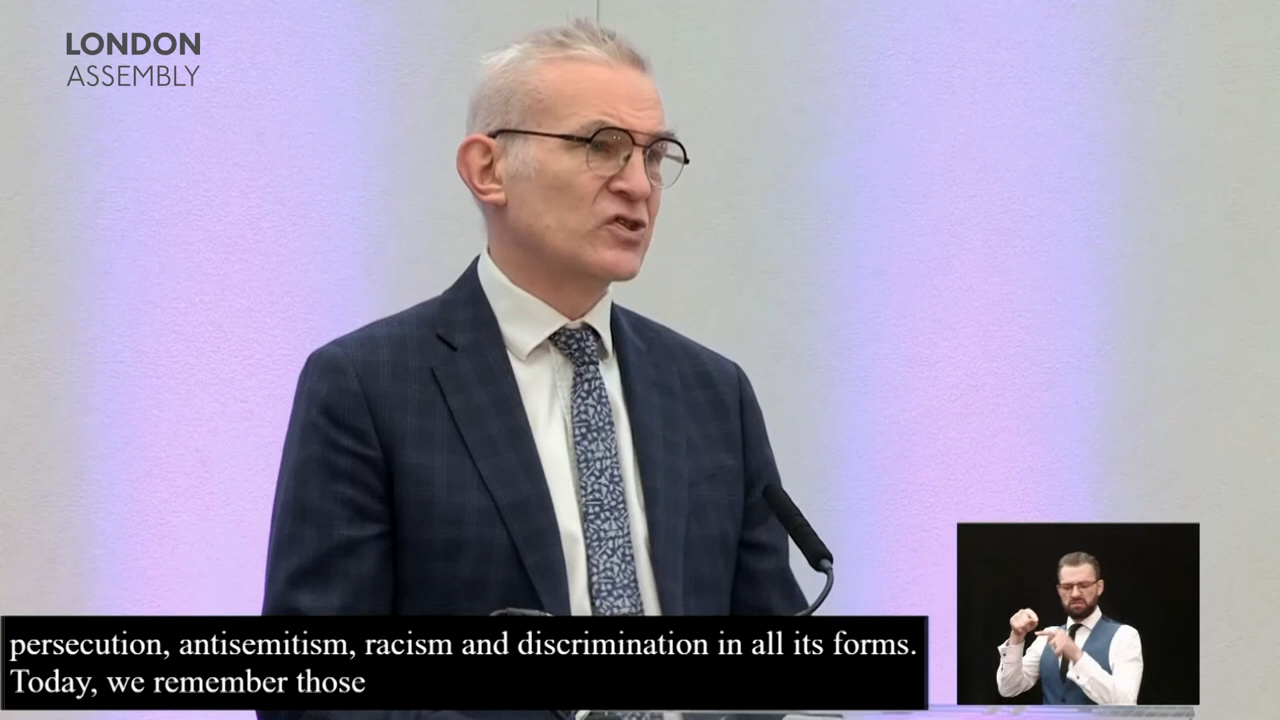 LONDON
ASSEMBLY
persecution, antisemitism, racism and discrimination in all its forms.
Today, we remember those